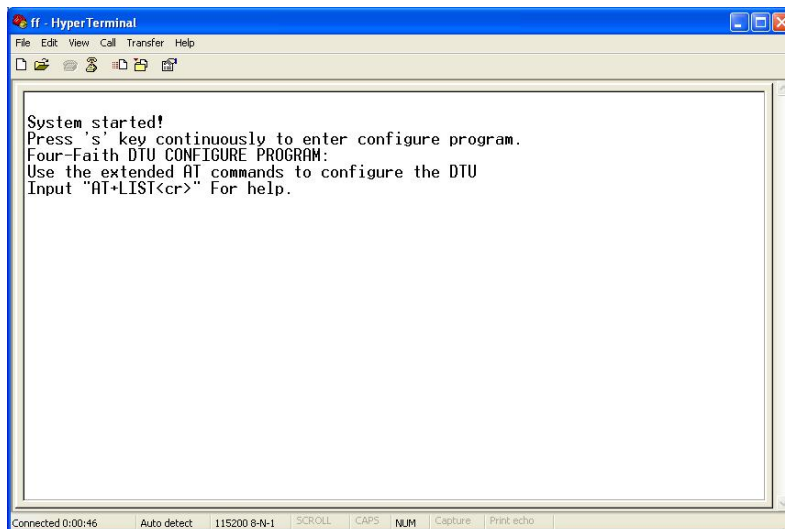 ff - HyperTerminal
File Edit View Call Transfer Help
System started!
Press 's' key continuously to enter configure program.
Four-Faith DTU CONFIGURE PROGRAM:
Use the extended AT commands to configure the DTU
Input "AT+LIST<cr>" For help.
Connected 0:00:46 Auto detect 115200 8-N-1 SCROLL CAPS NUM Capture Print echo